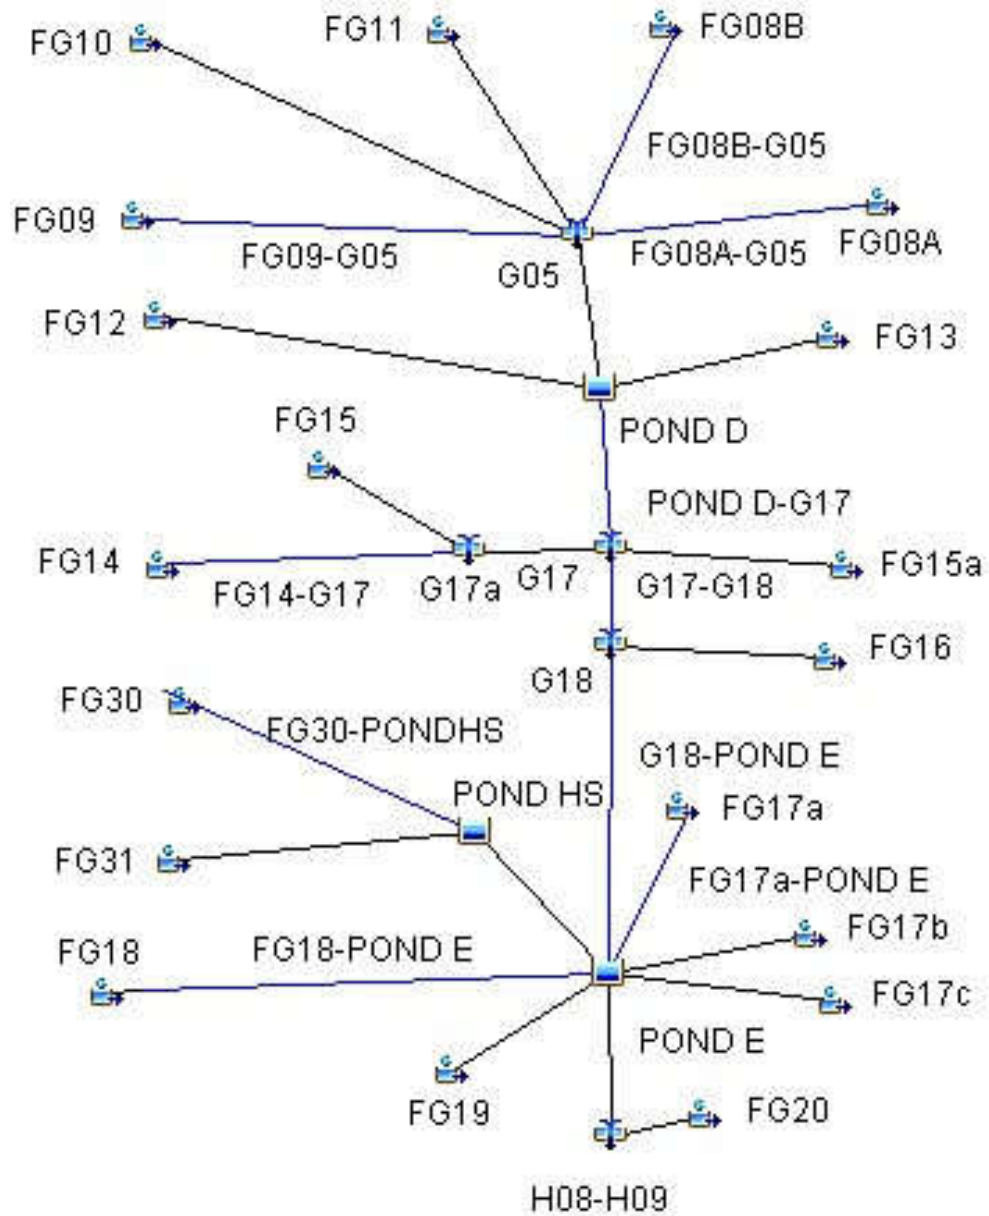 FG10
FG11
FG08B
FG08B-G05
FG09
FG09-G05
G05
FG08A-G05
FG08A
FG12
FG13
POND D
FG15
POND D-G17
FG14
FG14-G17
G17a
G17
G17-G18
FG15a
G18
FG16
FG30
FG30-PONDHS
G18-POND E
POND HS
FG17a
FG31
FG17a-POND E
FG18
FG18-POND E
FG17b
FG17c
POND E
FG19
FG20
H08-H09